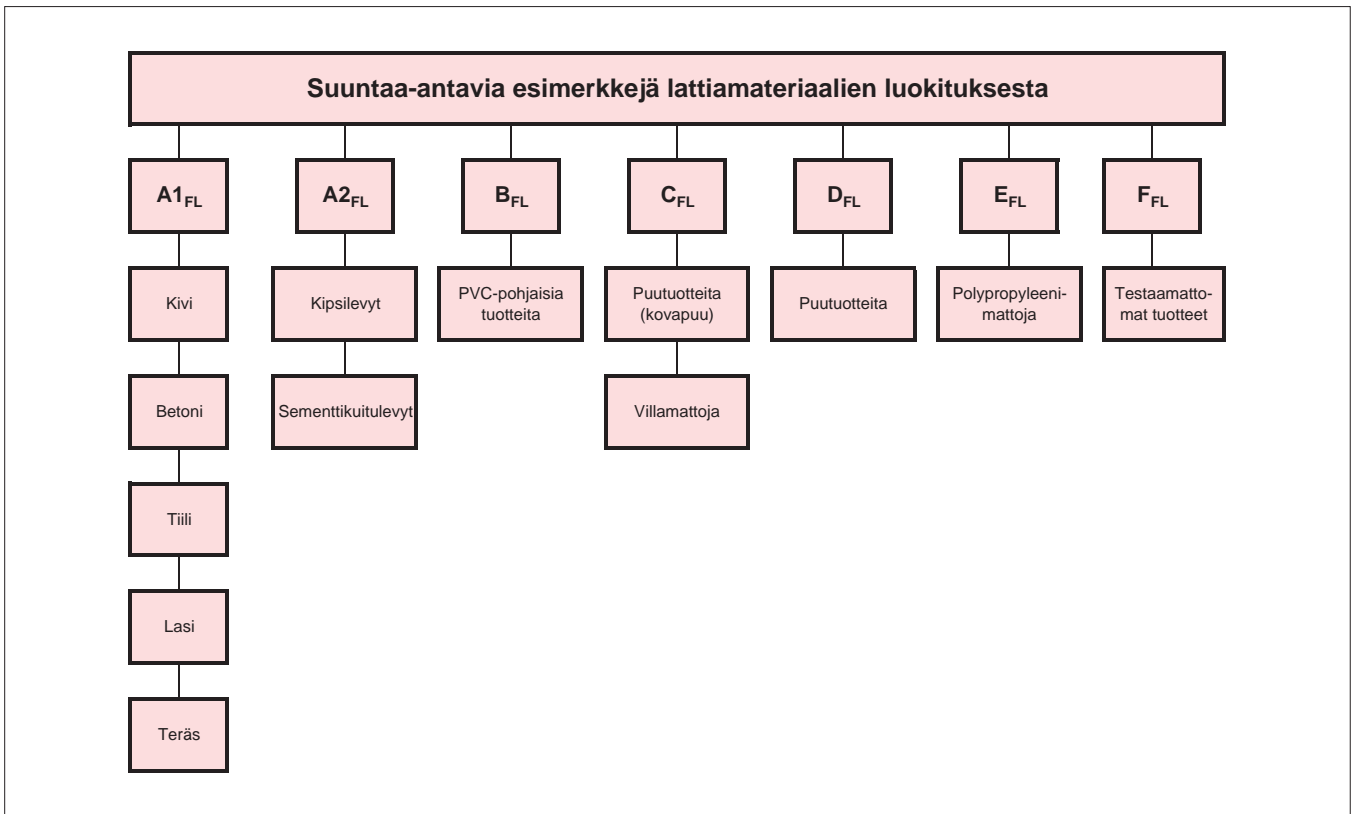 Suuntaa-antavia esimerkkejä lattiamateriaalien luokituksesta
A1FL
A2FL
BFL
CFL
DFL
EFL
FFL
Kivi
Kipsilevyt
PVC-pohjaisia
tuotteita
Puutuotteita
(kovapuu)
Puutuotteita
Polypropyleeni-
mattoja
Testaamatto-
mat tuotteet
Betoni
Sementtikuitulevyt
Villamattoja
Tiili
Lasi
Teräs